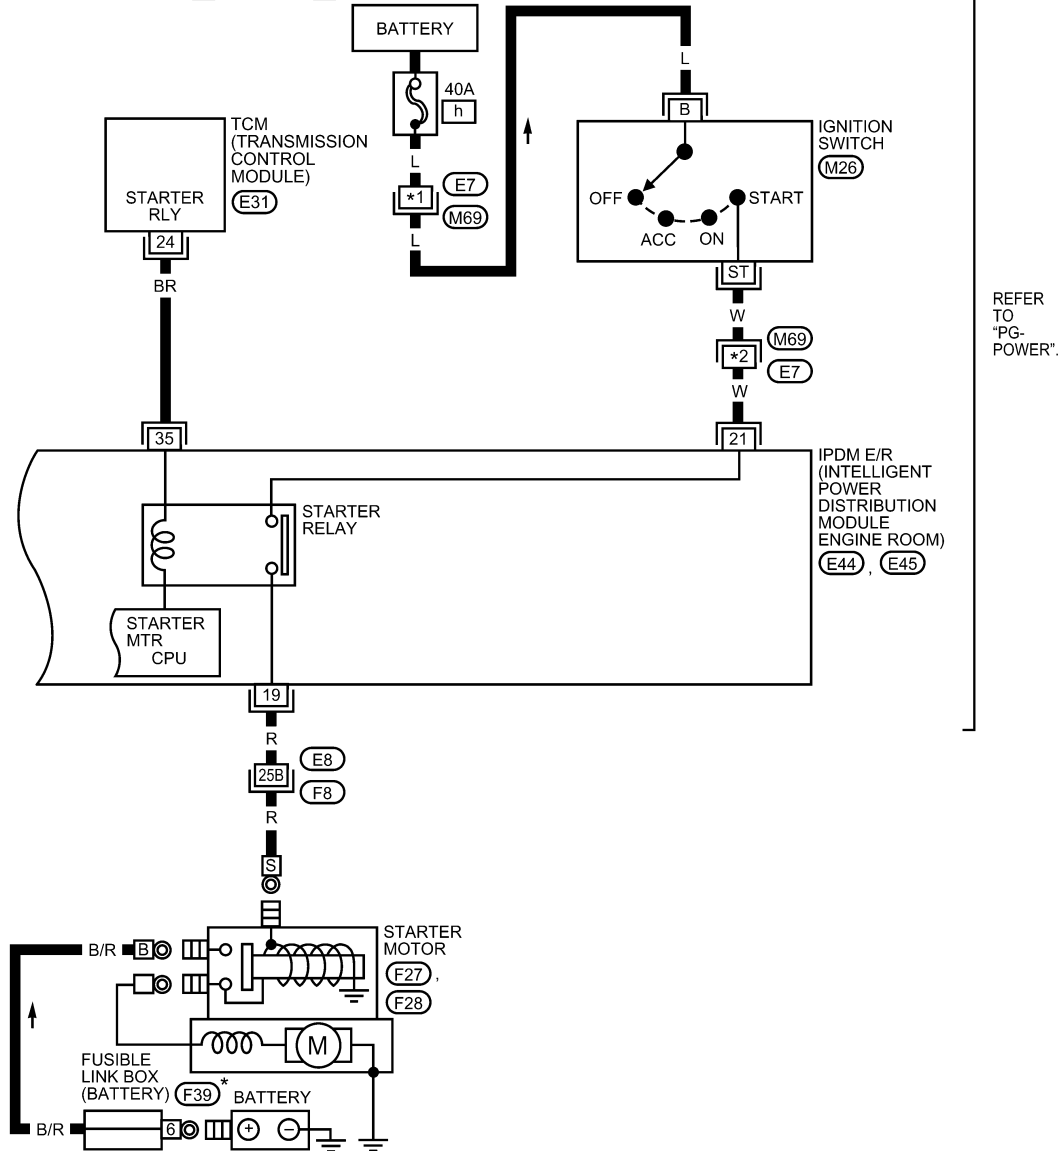 BATTERY
40A
h
L
*1
E7
M69
L
L
B
IGNITION
SWITCH
M26
OFF
START
ACC
ON
ST
W
*2
M69
E7
W
21
TCM
(TRANSMISSION
CONTROL
MODULE)
E31
STARTER
RLY
24
BR
35
REFER
TO
“PG-
POWER”.
IPDM E/R
(INTELLIGENT
POWER
DISTRIBUTION
MODULE
ENGINE ROOM)
E44 , E45
STARTER
RELAY
STARTER
MTR
CPU
19
R
25B
E8
F8
R
S
STARTER
MOTOR
F27 ,
F28
B/R
B
M
FUSIBLE
LINK BOX
(BATTERY)
F39
*
BATTERY
B/R
6
+
−